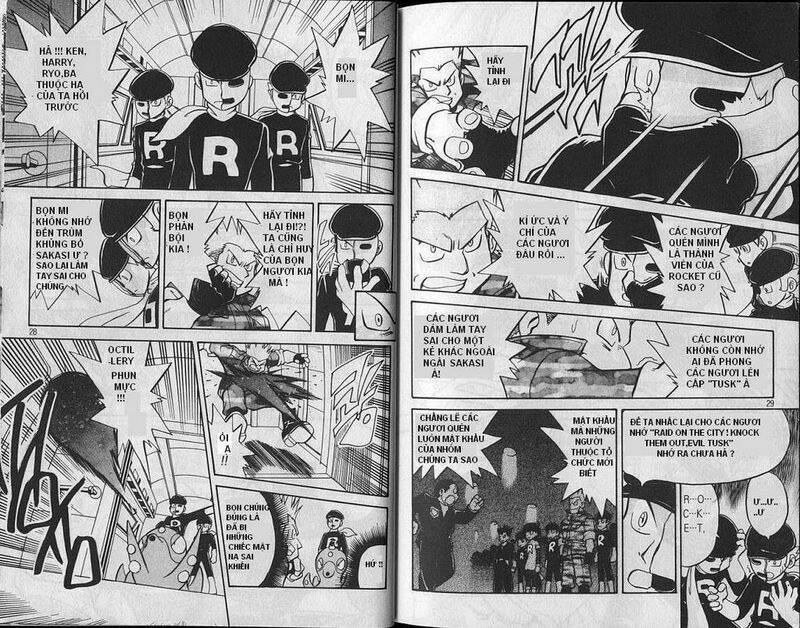 HẢ !!! KEN,
HARRY,
RYO,BA
THUỘC HẠ
CỦA TA HỒI
TRƯỚC
BỌN
MI...
R
R
R
BỌN MI
KHÔNG NHỚ
ĐẾN TRÙM
KHỦNG BỐ
SAKASI Ư ?
SAO LẠI LÀM
TAY SAI CHO
CHÚNG
BỌN
PHẢN
BỘI
KIA !
HÃY TỈNH
LẠI ĐI!?!
TA CŨNG
LÀ CHỈ HUY
CỦA BỌN
NGƯƠI KIA
MÀ !
28
OCTIL
-LERY
PHUN
MỰC
!!!
ÔI
A
!!
BỌN CHÚNG
ĐÚNG LÀ
ĐÃ BỊ
NHỮNG
CHIẾC MẶT
NẠ SAI
KHIẾN
HỨ !!
HÃY
TỈNH
LẠI ĐI
KÍ ỨC VÀ Ý
CHÍ CỦA
CÁC NGƯƠI
ĐÂU RỒI ...
CÁC NGƯƠI
QUÊN MÌNH
LÀ THÀNH
VIÊN CỦA
ROCKET CŨ
SAO ?
CÁC NGƯƠI
DÁM LÀM TAY
SAI CHO MỘT
KẺ KHÁC NGOÀI
NGÀI SAKASI
À!
CÁC NGƯƠI
KHÔNG CÒN NHỚ
AI ĐÃ PHONG
CÁC NGƯƠI LÊN
CẤP "TUSK" À
29
CHẲNG LẼ CÁC
NGƯƠI QUÊN
LUÔN MẬT KHẨU
CỦA NHÓM
CHÚNG TA SAO
MẬT KHẨU
MÀ NHỮNG
NGƯỜI
THUỘC TỔ
CHỨC MỚI
BIẾT
ĐỂ TA NHẮC LẠI CHO CÁC NGƯƠI
NHỚ "RAID ON THE CITY ! KNOCK
THEM OUT,EVIL TUSK"
NHỚ RA CHƯA HẢ ?
R...O...
C...K...
E...T.
Ư...Ư..
..Ư